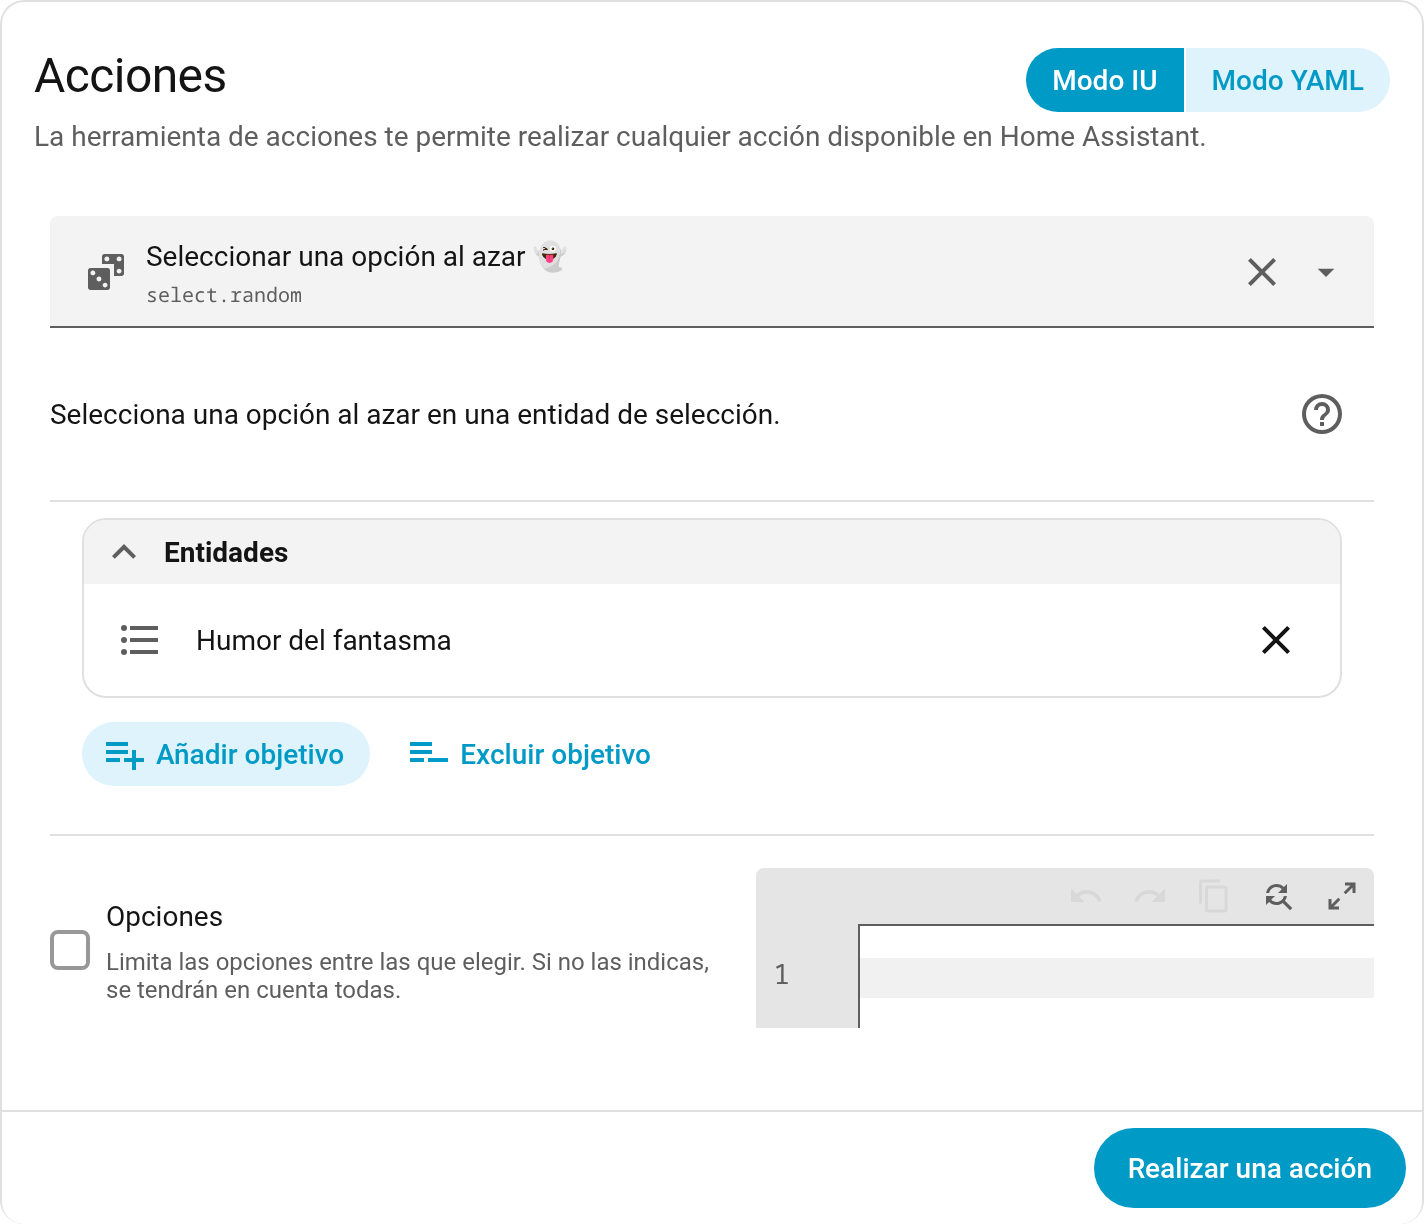 Acciones
Modo IU
Modo YAML
La herramienta de acciones te permite realizar cualquier acción disponible en Home Assistant.
Seleccionar una opción al azar 👻
select.random
Selecciona una opción al azar en una entidad de selección.
Entidades
Humor del fantasma
Añadir objetivo
Excluir objetivo
Opciones
Limita las opciones entre las que elegir. Si no las indicas,
se tendrán en cuenta todas.
1
Realizar una acción